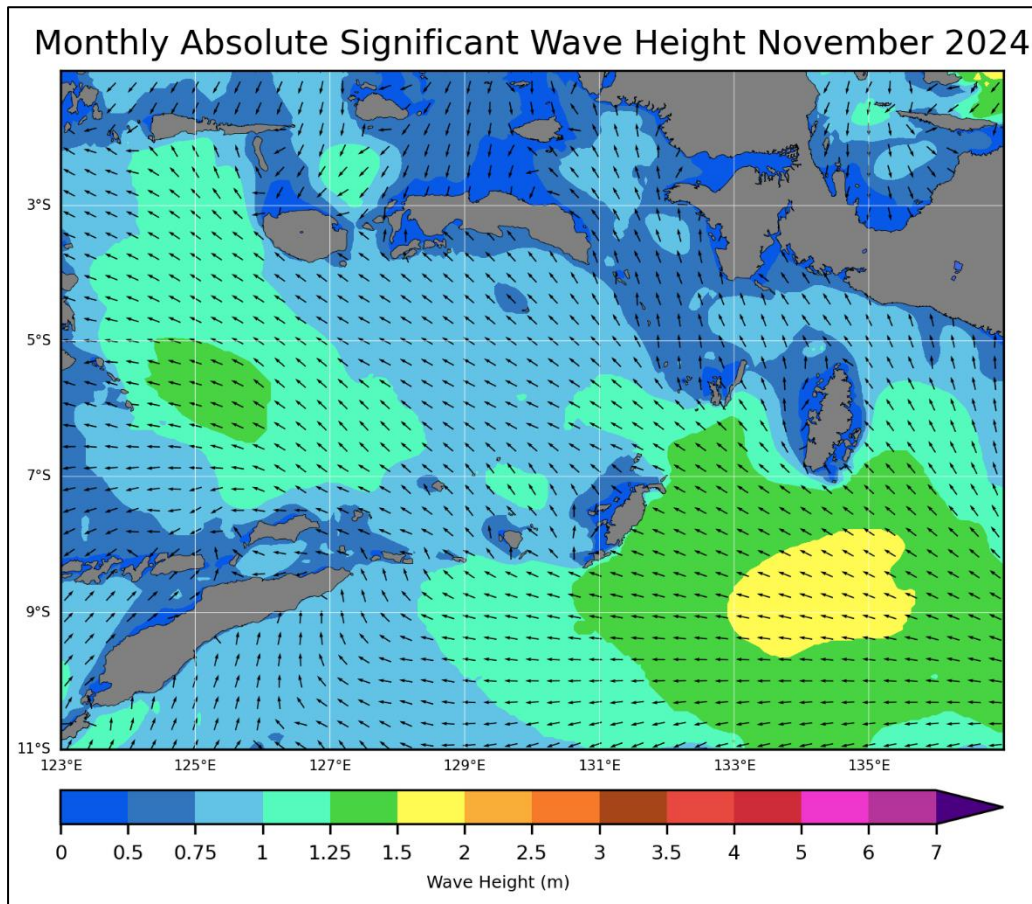 Monthly Absolute Significant Wave Height November 2024
3°S
5°S
7°S
9°S
11°S
123°E 125°E 127°E 129°E 131°E 133°E 135°E
0 0.5 0.75 1 1.25 1.5 2 2.5 3 3.5 4 5 6 7
Wave Height (m)